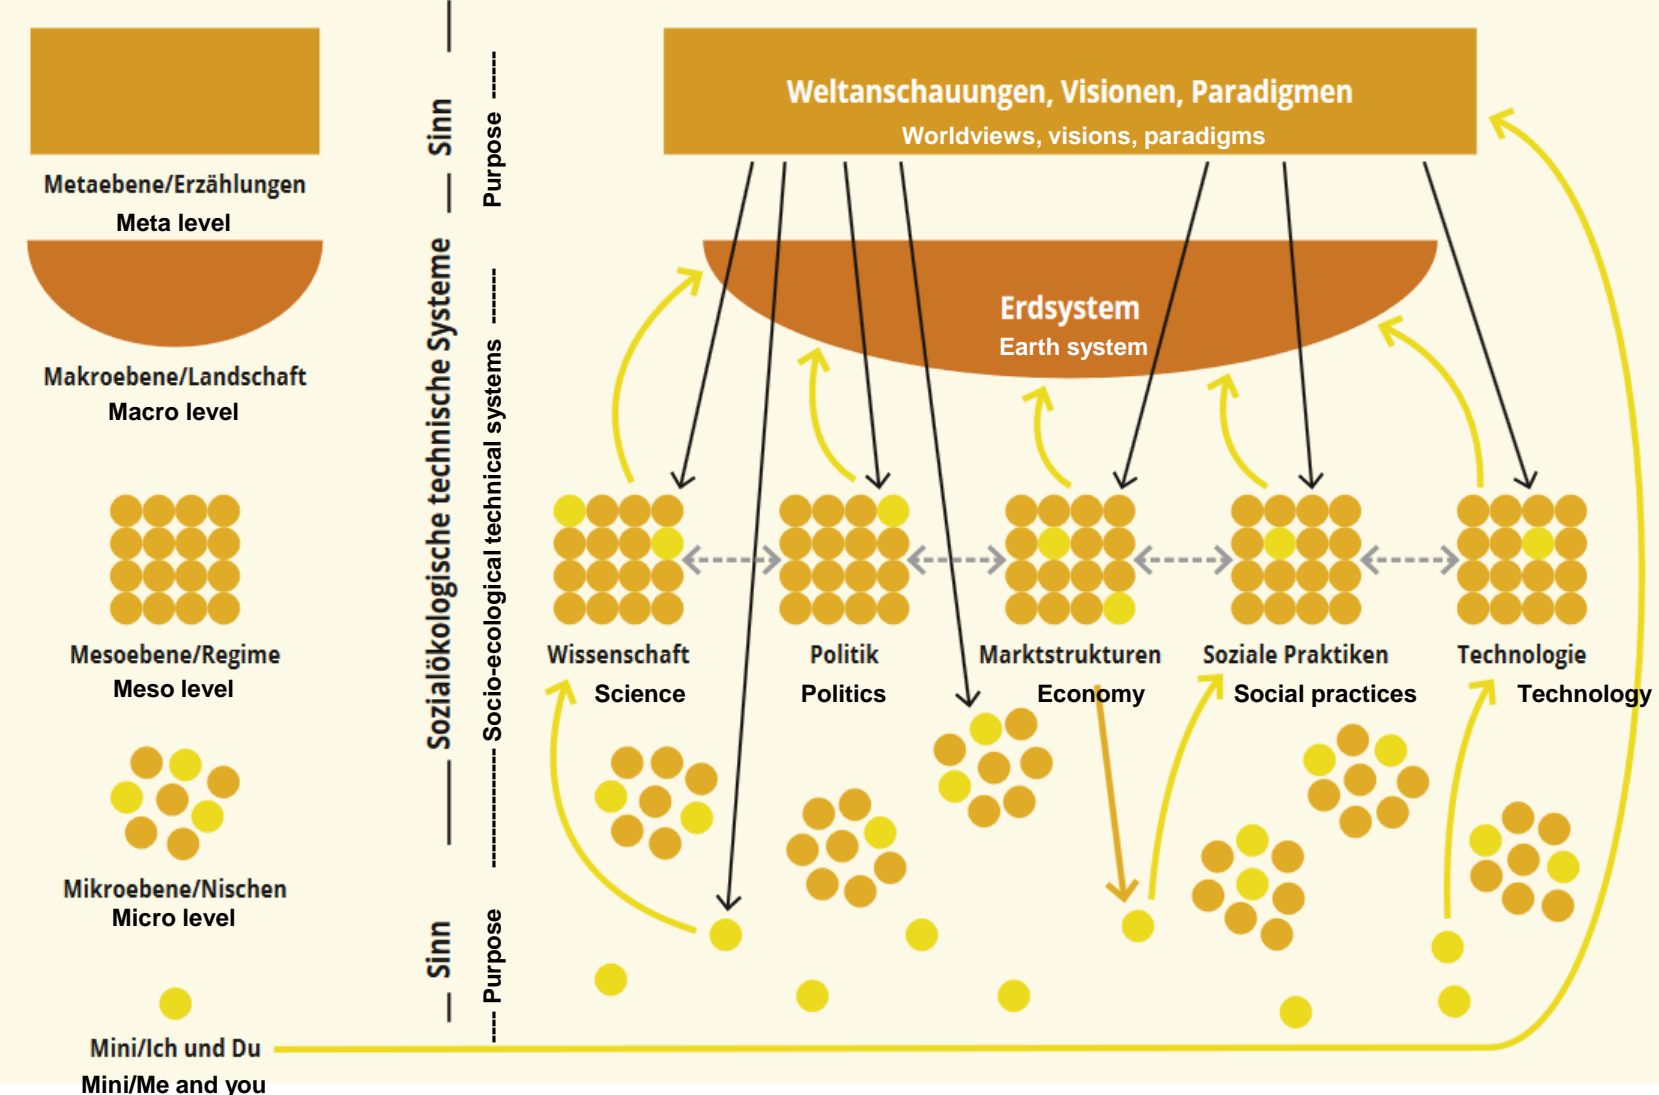 Metaebene/Erzählungen
Meta level
Makroebene/Landschaft
Macro level
Mesoebene/Regime
Meso level
Mikroebene/Nischen
Micro level
Mini/Ich und Du
Mini/Me and you
Sinn
Sozialökologische technische Systeme
Sinn
Purpose
Socio-ecological technical systems
Purpose
Weltanschauungen, Visionen, Paradigmen
Worldviews, visions, paradigms
Erdsystem
Earth system
Wissenschaft
Science
Politik
Politics
Marktstrukturen
Economy
Soziale Praktiken
Social practices
Technologie
Technology